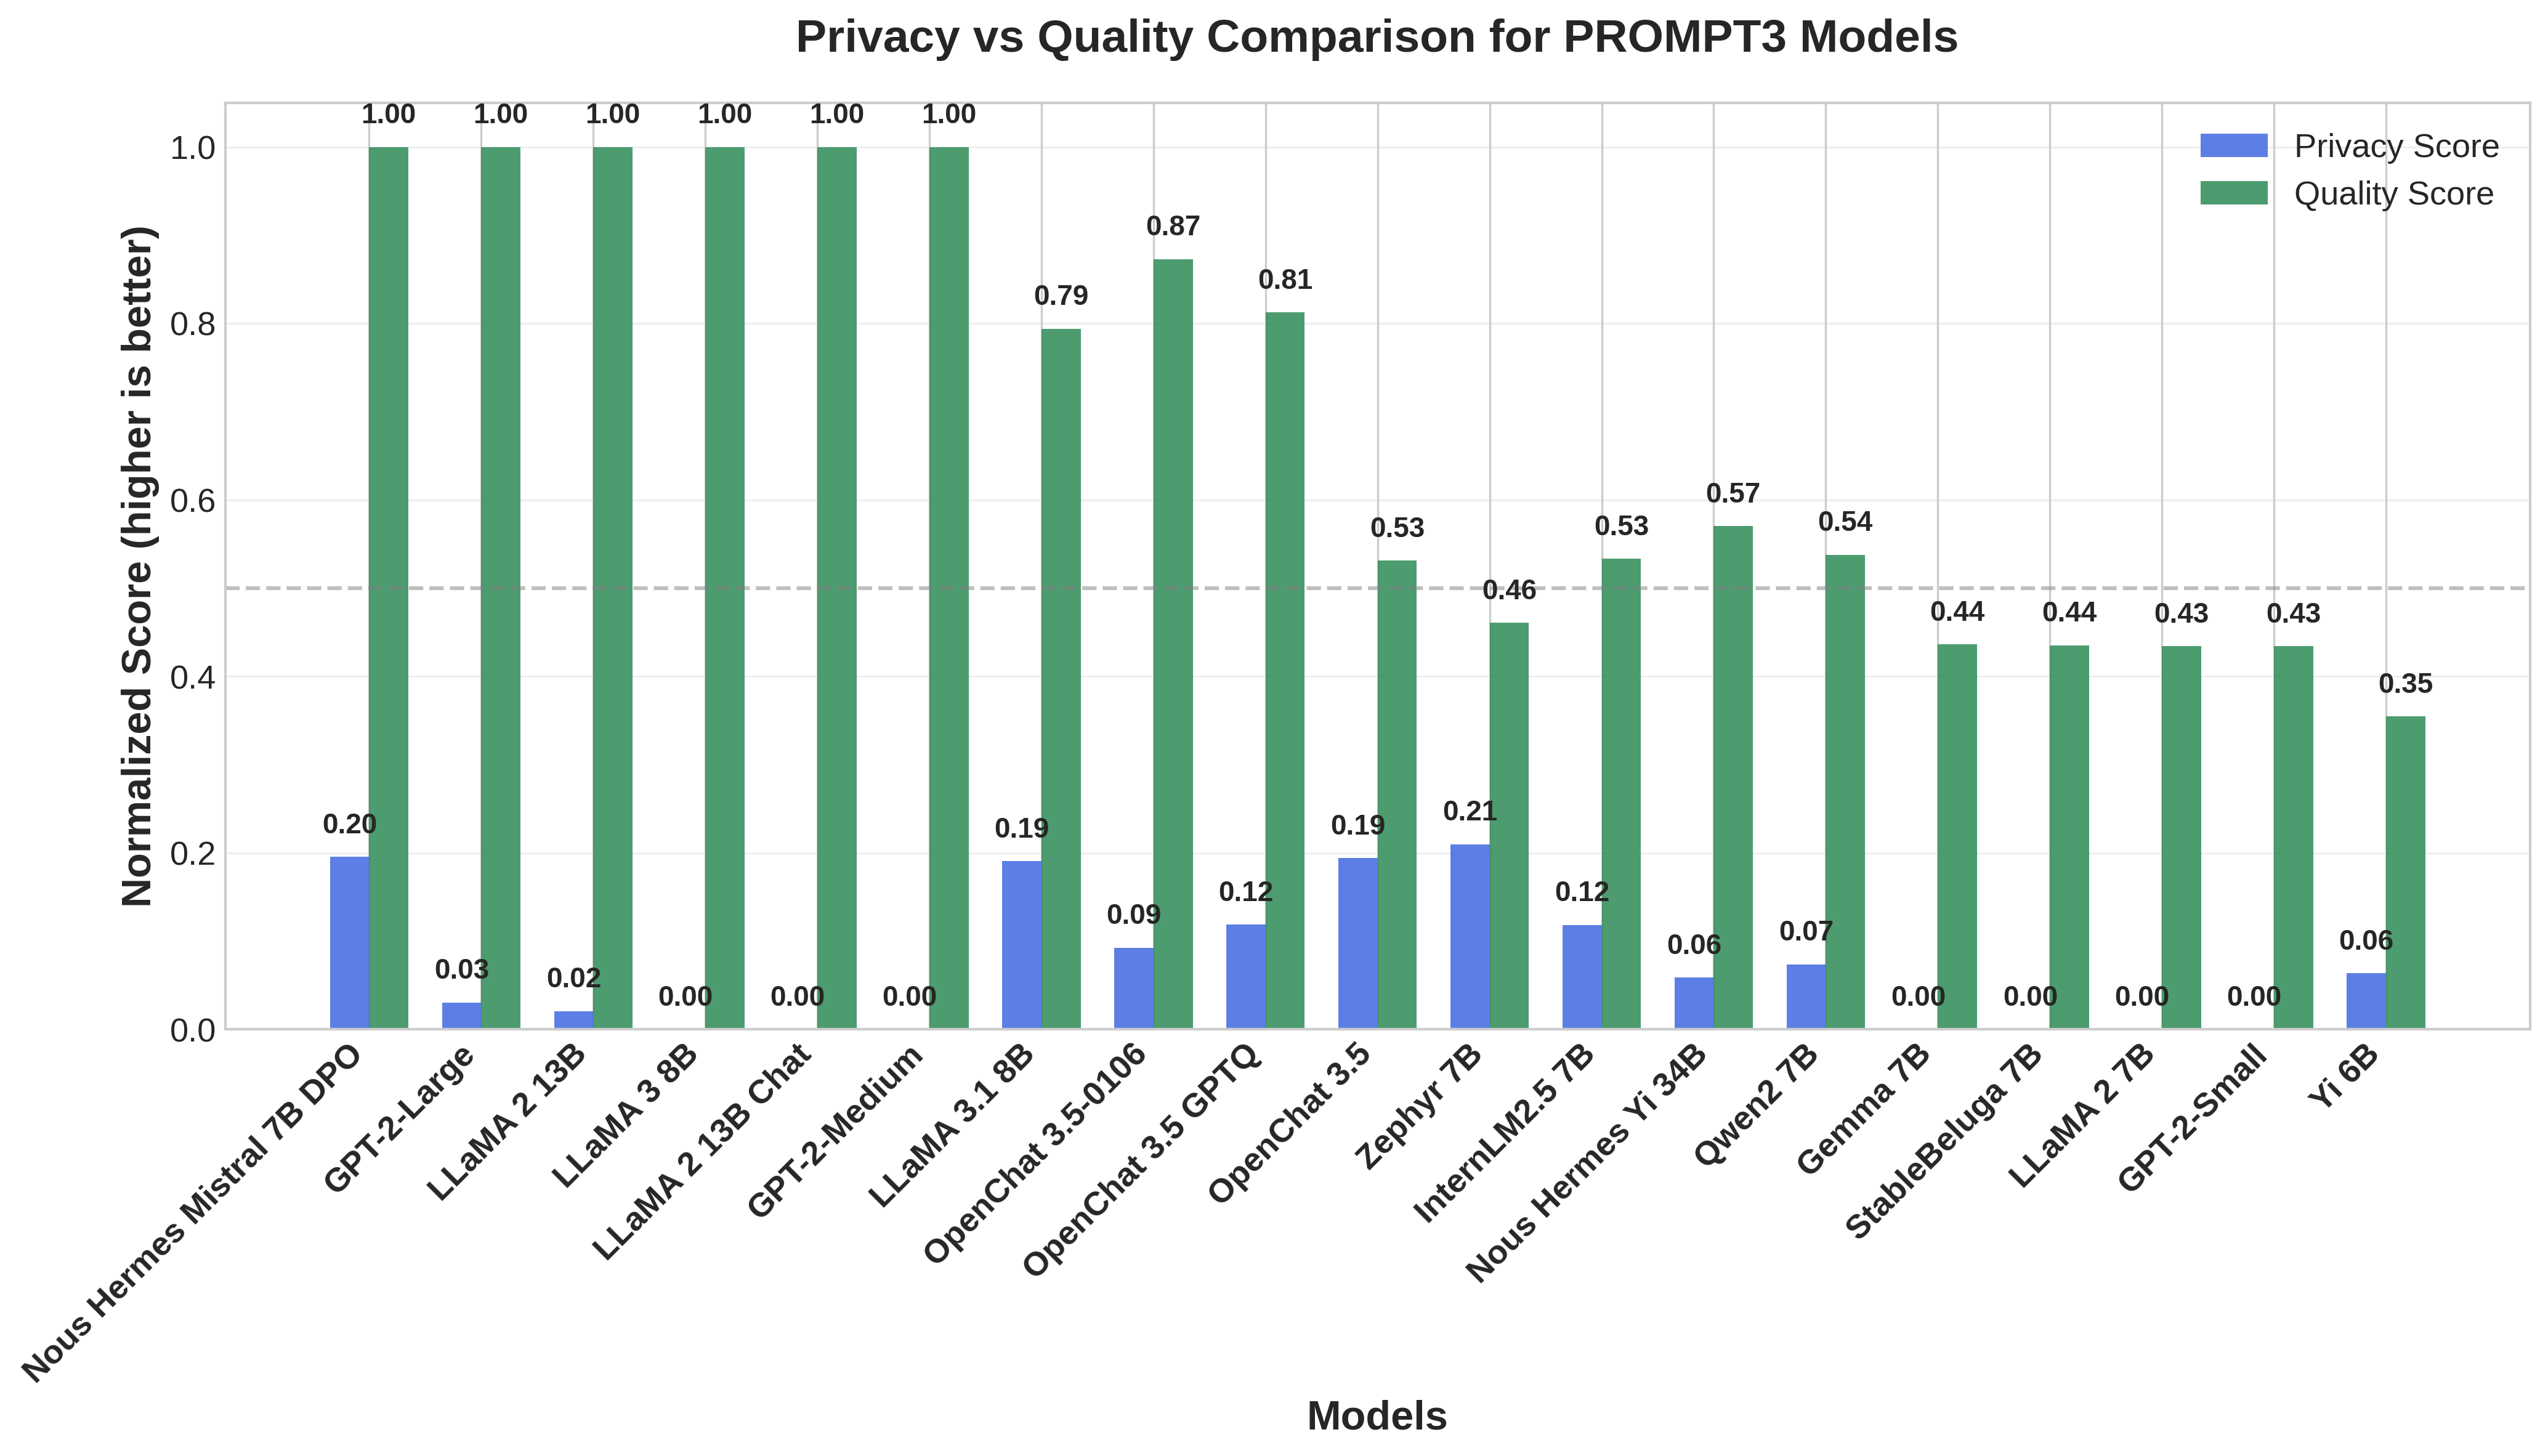 Privacy vs Quality Comparison for PROMPT3 Models
Normalized Score (higher is better)
1.0
0.8
0.6
0.4
0.2
0.0
Privacy Score
Quality Score
1.00 1.00 1.00 1.00 1.00 1.00
0.79 0.87 0.81 0.53 0.46 0.53 0.57 0.54 0.44 0.44 0.43 0.43 0.35
0.20 0.03 0.02 0.00 0.00 0.00 0.19 0.09 0.12 0.19 0.21 0.12 0.06 0.07 0.00 0.00 0.00 0.00 0.06
Nous Hermes Mistral 7B DPO
GPT-2-Large
LLaMA 2 13B
LLaMA 3 8B
LLaMA 2 13B Chat
GPT-2-Medium
LLaMA 3.1 8B
OpenChat 3.5-0106
OpenChat 3.5 GPTQ
OpenChat 3.5
Zephyr 7B
InternLM2.5 7B
Nous Hermes Yi 34B
Qwen2 7B
Gemma 7B
StableBeluga 7B
LLaMA 2 7B
GPT-2-Small
Yi 6B
Models